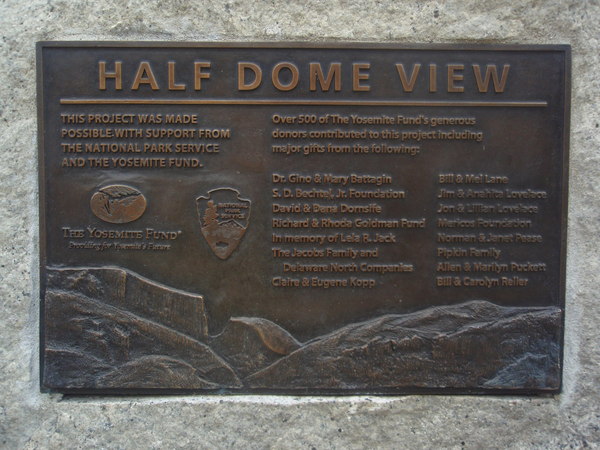 HALF DOME VIEW
THIS PROJECT WAS MADE
POSSIBLE WITH SUPPORT FROM
THE NATIONAL PARK SERVICE
AND THE YOSEMITE FUND.
THE YOSEMITE FUND®
Providing for Yosemite's Future
NATIONAL
PARK
SERVICE
Over 500 of The Yosemite Fund's generous
donors contributed to this project including
major gifts from the following:
Dr. Gino & Mary Battagin
S. D. Bechtel, Jr. Foundation
David & Dana Dornsife
Richard & Rhoda Goldman Fund
In memory of Lela R. Jack
The Jacobs Family and
Delaware North Companies
Claire & Eugene Kopp
Bill & Mel Lane
Jim & Anahita Lovelace
Jon & Lillian Lovelace
Marcos Foundation
Norman & Janet Pease
Pipkin Family
Allen & Marilyn Puckett
Bill & Carolyn Reller